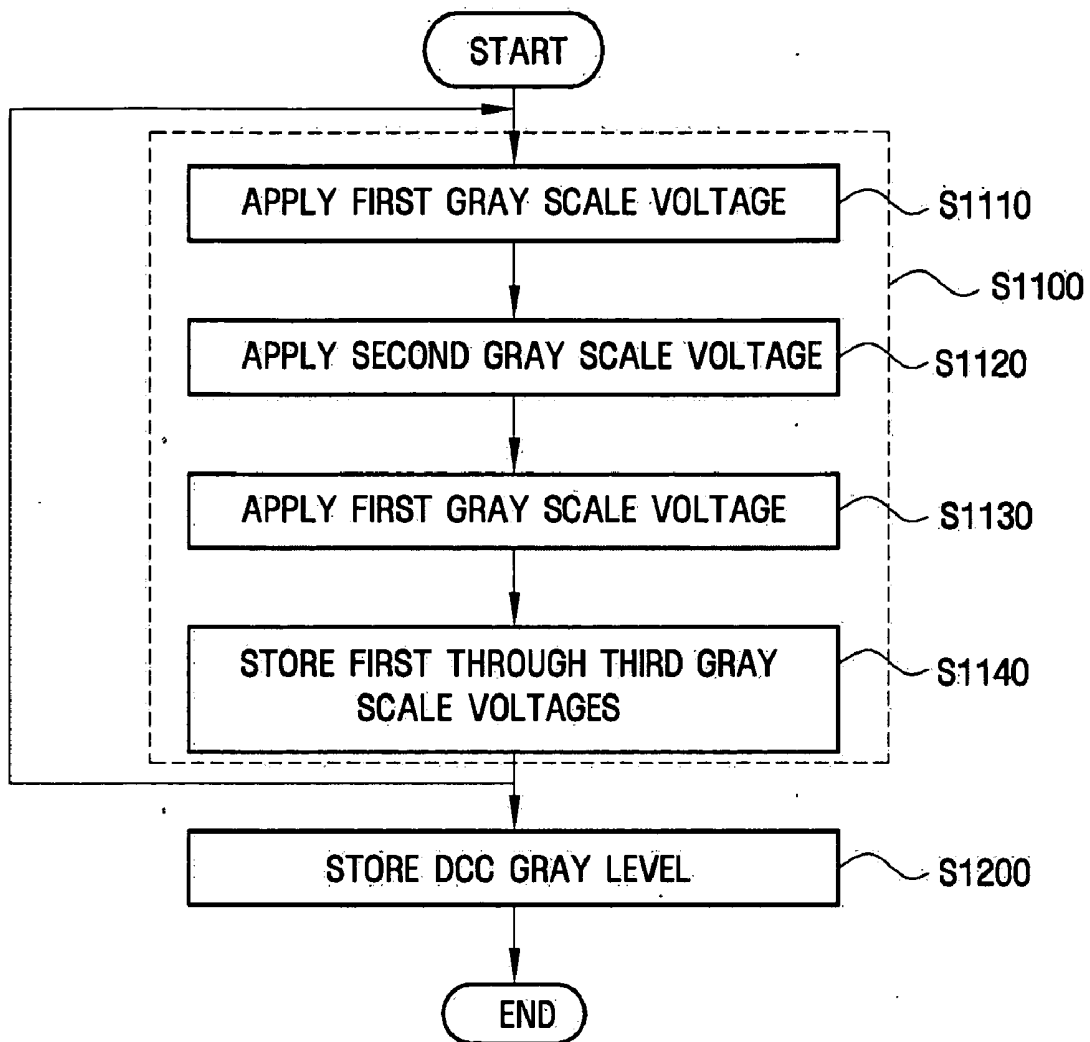 START
APPLY FIRST GRAY SCALE VOLTAGE
S1110
S1100
APPLY SECOND GRAY SCALE VOLTAGE
S1120
APPLY FIRST GRAY SCALE VOLTAGE
S1130
STORE FIRST THROUGH THIRD GRAY
SCALE VOLTAGES
S1140
STORE DCC GRAY LEVEL
S1200
END